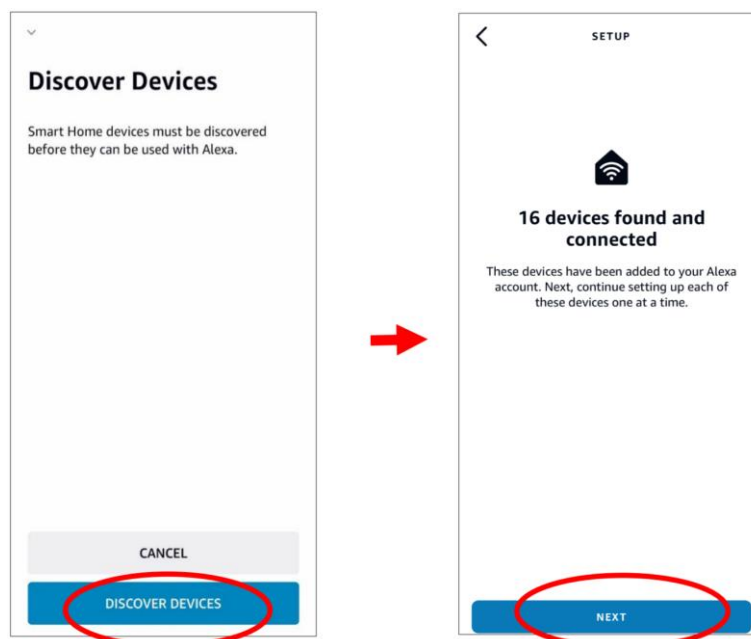 Discover Devices
Smart Home devices must be discovered
before they can be used with Alexa.
CANCEL
DISCOVER DEVICES
SETUP
16 devices found and
connected
These devices have been added to your Alexa
account. Next, continue setting up each of
these devices one at a time.
NEXT